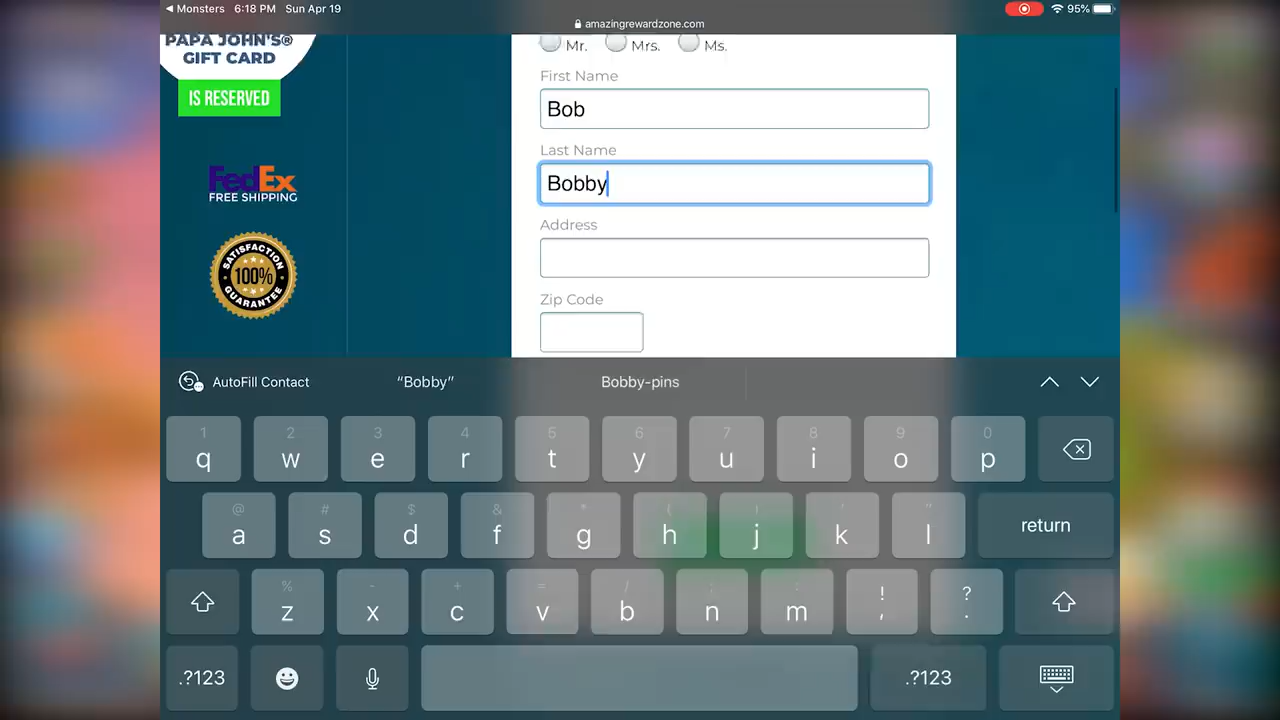 Monsters 6:18 PM Sun Apr 19
95%
amazingrewardzone.com
PAPA JOHN'S®
GIFT CARD
IS RESERVED
FedEx
FREE SHIPPING
SATISFACTION
100%
GUARANTEE
Mr. Mrs. Ms.
First Name
Bob
Last Name
Bobby
Address
Zip Code
AutoFill Contact “Bobby” Bobby-pins
1 2 3 4 5 6 7 8 9 0
q w e r t y u i o p
@ # $ & * ( ) ' "
a s d f g h j k l return
% - + = / ; : ! ?
z x c v b n m , .
.?123 .?123